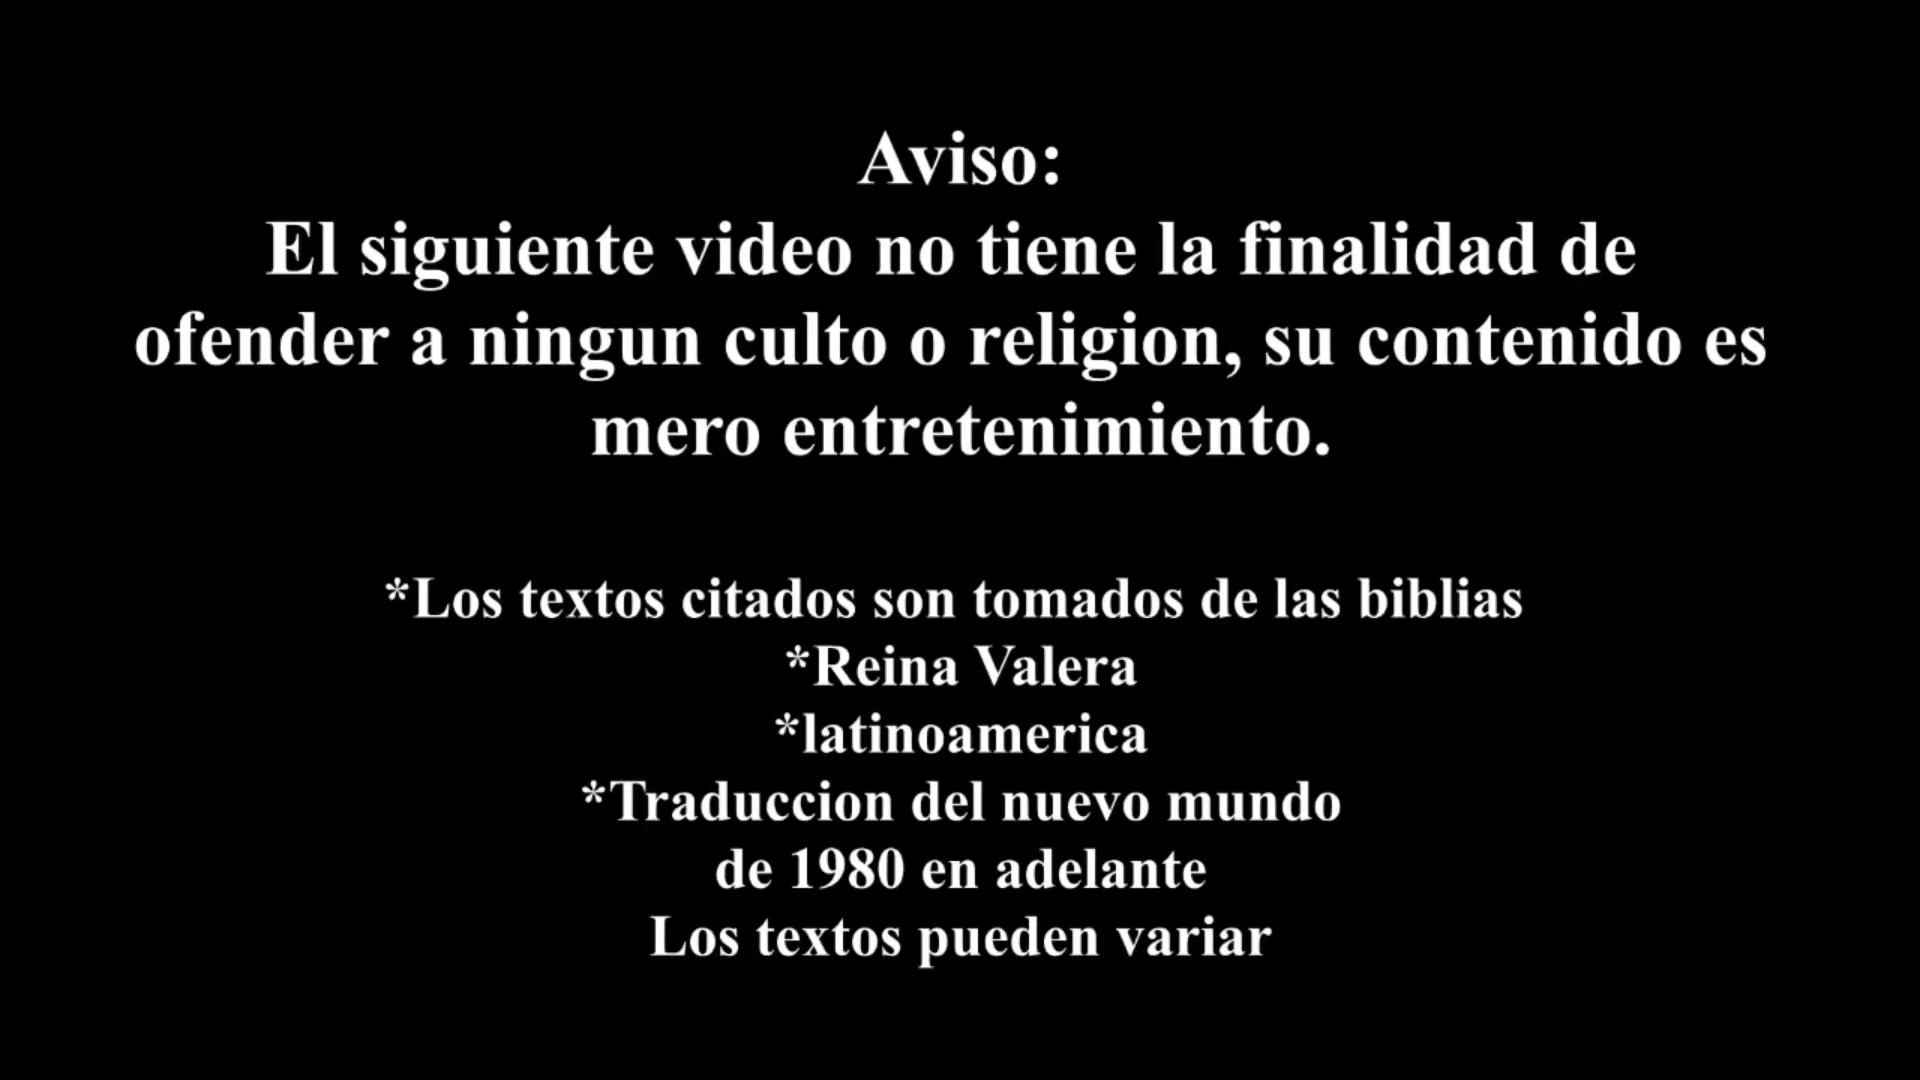 Aviso:
El siguiente video no tiene la finalidad de
ofender a ningun culto o religion, su contenido es
mero entretenimiento.
*Los textos citados son tomados de las biblias
*Reina Valera
*latinoamerica
*Traduccion del nuevo mundo
de 1980 en adelante
Los textos pueden variar